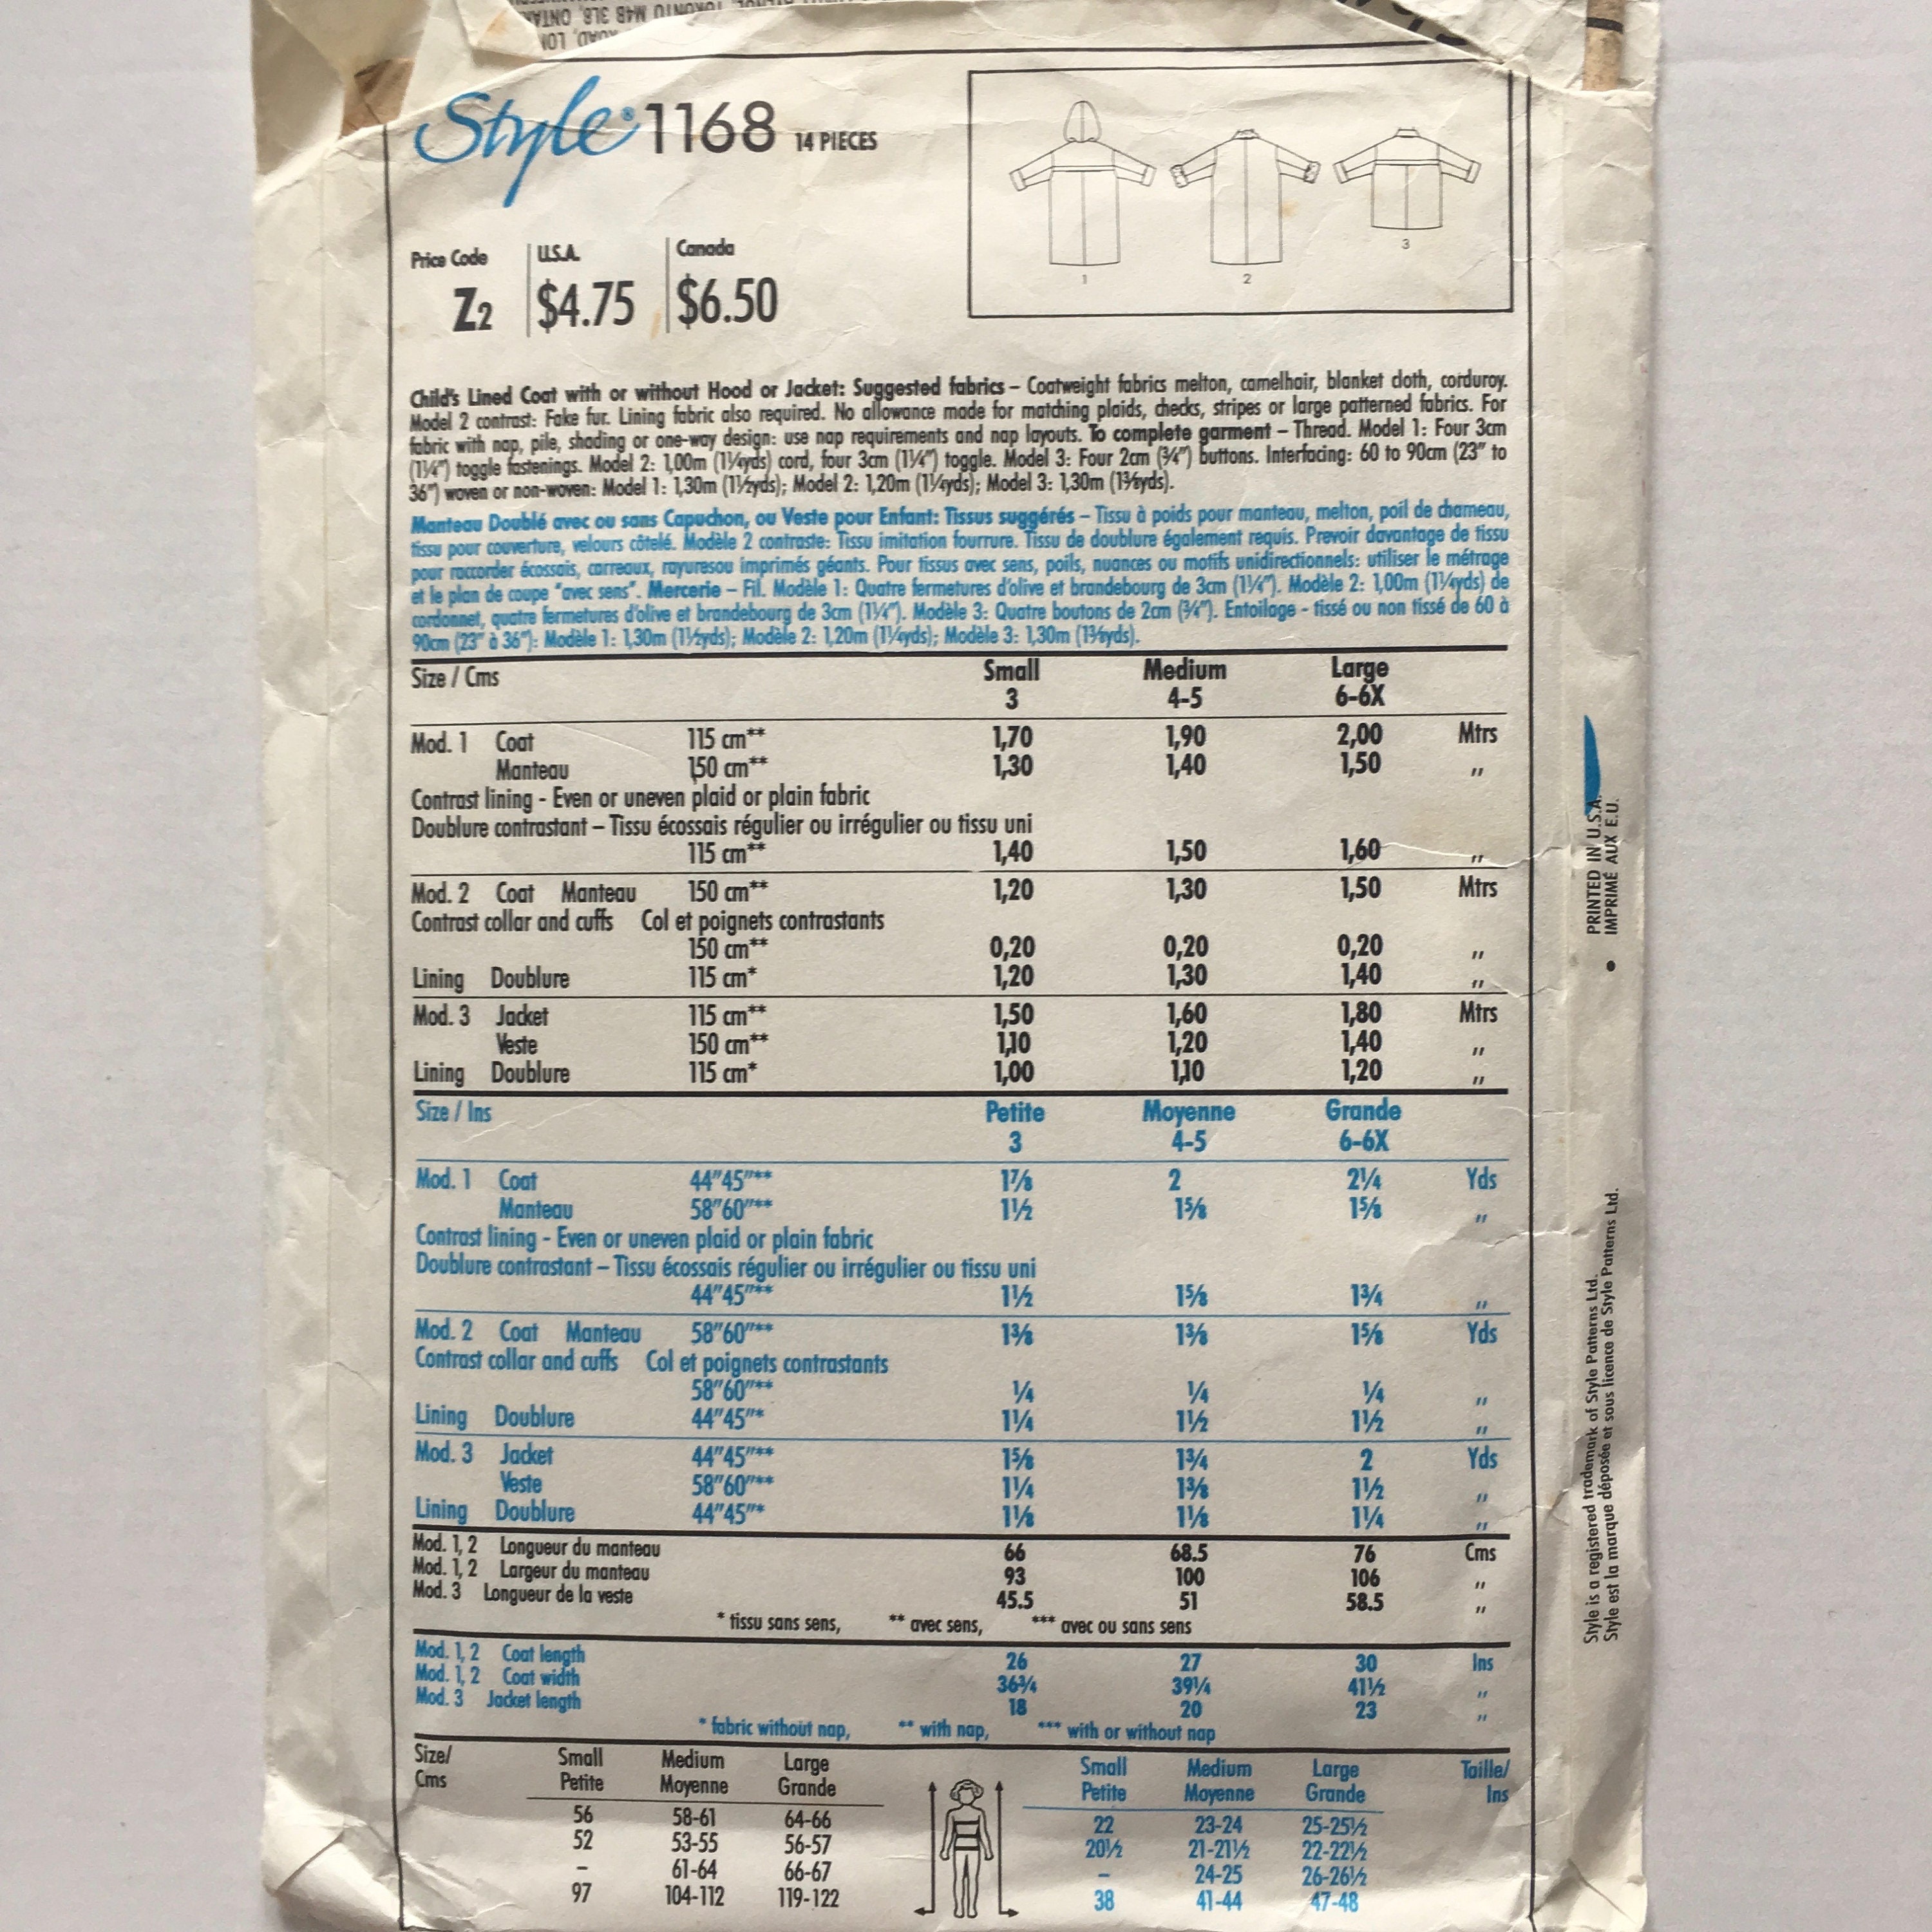 Style® 1168 14 PIECES
1
2
3
Price Code U.S.A. Canada
Z2 $4.75 $6.50
Child's Lined Coat with or without Hood or Jacket: Suggested fabrics – Coatweight fabrics melton, camelhair, blanket cloth, corduroy.
Model 2 contrast: Fake fur. Lining fabric also required. No allowance made for matching plaids, checks, stripes or large patterned fabrics. For
fabric with nap, pile, shading or one-way design: use nap requirements and nap layouts. To complete garment – Thread. Model 1: Four 3cm
(1¼") toggle fastenings. Model 2: 1,00m (1¼yds) cord, four 3cm (1¼") toggle. Model 3: Four 2cm (¾") buttons. Interfacing: 60 to 90cm (23" to
36") woven or non-woven: Model 1: 1,30m (1½yds); Model 2: 1,20m (1¼yds); Model 3: 1,30m (1⅜yds).
Manteau Doublé avec ou sans Capuchon, ou Veste pour Enfant: Tissus suggérés – Tissu à poids pour manteau, melton, poil de chameau,
tissu pour couverture, velours côtelé. Modèle 2 contraste: Tissu imitation fourrure. Tissu de doublure également requis. Prevoir davantage de tissu
pour raccorder écossais, carreaux, rayuresou imprimés géants. Pour tissus avec sens, poils, nuances ou motifs unidirectionnels: utiliser le métrage
et le plan de coupe "avec sens". Mercerie – Fil. Modèle 1: Quatre fermetures d'olive et brandebourg de 3cm (1¼"). Modèle 2: 1,00m (1¼yds) de
cordonnet, quatre fermetures d'olive et brandebourg de 3cm (1¼"). Modèle 3: Quatre boutons de 2cm (¾"). Entoilage - tissé ou non tissé de 60 à
90cm (23" à 36"): Modèle 1: 1,30m (1½yds); Modèle 2: 1,20m (1¼yds); Modèle 3: 1,30m (1⅜yds).
Size / Cms Small Medium Large
3 4-5 6-6X
Mod. 1 Coat 115 cm** 1,70 1,90 2,00 Mtrs
Manteau 150 cm** 1,30 1,40 1,50 ,,
Contrast lining - Even or uneven plaid or plain fabric
Doublure contrastant – Tissu écossais régulier ou irrégulier ou tissu uni
115 cm** 1,40 1,50 1,60 ,,
Mod. 2 Coat Manteau 150 cm** 1,20 1,30 1,50 Mtrs
Contrast collar and cuffs Col et poignets contrastants
150 cm** 0,20 0,20 0,20 ,,
Lining Doublure 115 cm* 1,20 1,30 1,40 ,,
Mod. 3 Jacket 115 cm** 1,50 1,60 1,80 Mtrs
Veste 150 cm** 1,10 1,20 1,40 ,,
Lining Doublure 115 cm* 1,00 1,10 1,20 ,,
Size / Ins Petite Moyenne Grande
3 4-5 6-6X
Mod. 1 Coat 44"45"** 1⅞ 2 2¼ Yds
Manteau 58"60"** 1½ 1⅝ 1⅝ ,,
Contrast lining - Even or uneven plaid or plain fabric
Doublure contrastant – Tissu écossais régulier ou irrégulier ou tissu uni
44"45"** 1½ 1⅝ 1¾ ,,
Mod. 2 Coat Manteau 58"60"** 1⅜ 1⅜ 1⅝ Yds
Contrast collar and cuffs Col et poignets contrastants
58"60"** ¼ ¼ ¼ ,,
Lining Doublure 44"45"* 1¼ 1½ 1½ ,,
Mod. 3 Jacket 44"45"** 1⅝ 1¾ 2 Yds
Veste 58"60"** 1¼ 1⅜ 1½ ,,
Lining Doublure 44"45"* 1⅛ 1⅛ 1¼ ,,
Mod. 1, 2 Longueur du manteau 66 68.5 76 Cms
Mod. 1, 2 Largeur du manteau 93 100 106 ,,
Mod. 3 Longueur de la veste 45.5 51 58.5 ,,
* tissu sans sens, ** avec sens, *** avec ou sans sens
Mod. 1, 2 Coat length 26 27 30 Ins
Mod. 1, 2 Coat width 36¾ 39¼ 41½ ,,
Mod. 3 Jacket length 18 20 23 ,,
* fabric without nap, ** with nap, *** with or without nap
Size/ Small Medium Large Small Medium Large Taille/
Cms Petite Moyenne Grande Petite Moyenne Grande Ins
56 58-61 64-66 22 23-24 25-25½
52 53-55 56-57 20½ 21-21½ 22-22½
– 61-64 66-67 – 24-25 26-26½
97 104-112 119-122 38 41-44 47-48
PRINTED IN U.S.A.
• IMPRIMÉ AUX E.U.
Style is a registered trademark of Style Patterns Ltd.
Style est la marque déposée et sous licence de Style Patterns Ltd.
TORONTO M4B 3L8, ONTAR
ROAD, LON